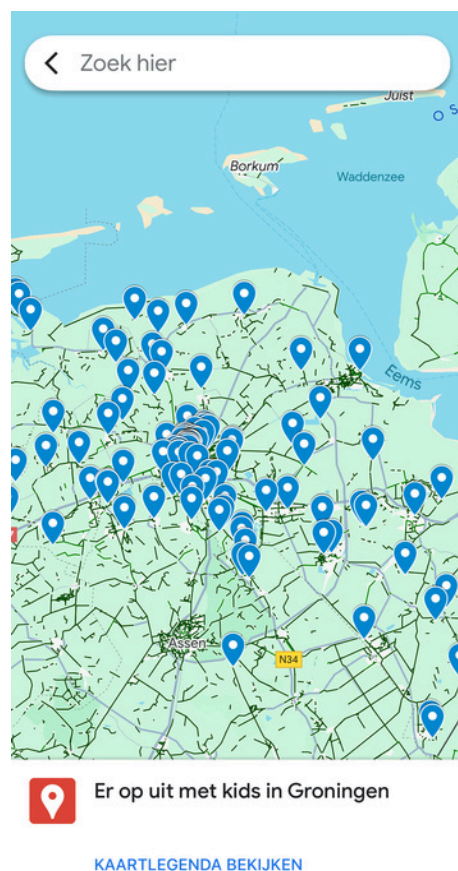 Zoek hier
Juist
O s
Borkum
Waddenzee
Eems
Assen
N34
Er op uit met kids in Groningen
KAARTLEGENDA BEKIJKEN